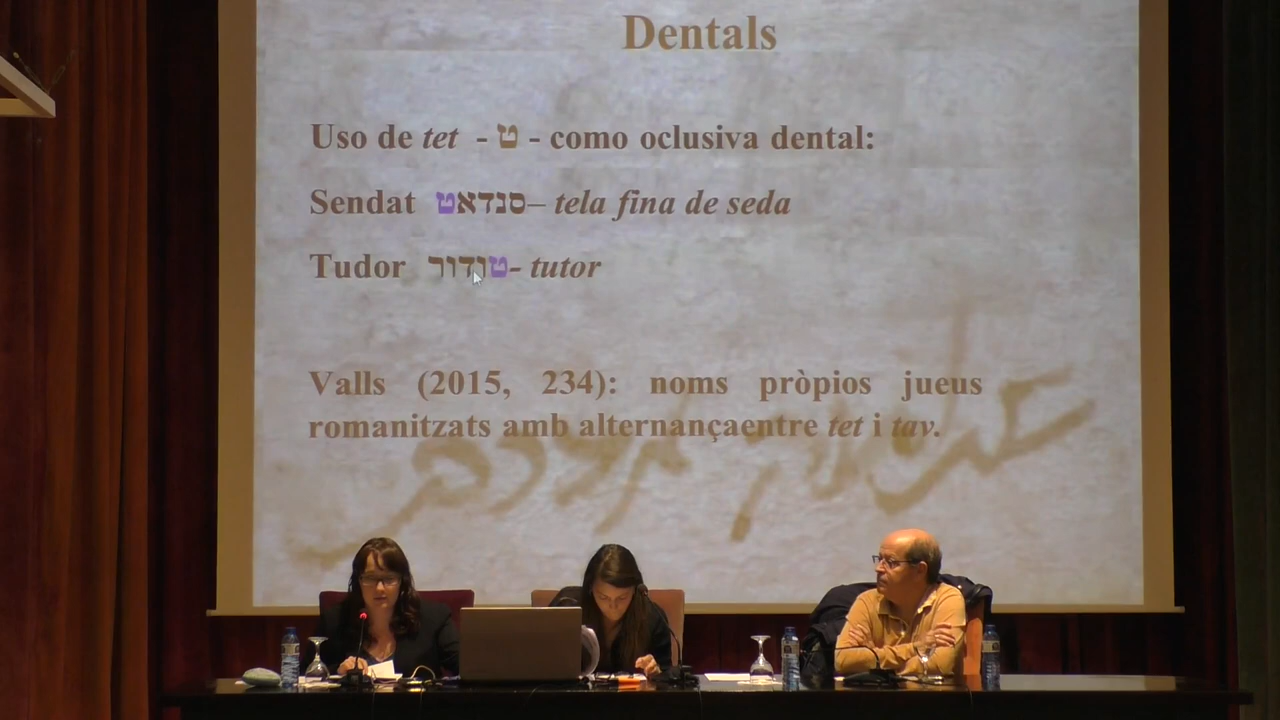 Dentals
Uso de tet - ט - como oclusiva dental:
Sendat סנדאט– tela fina de seda
Tudor טודור- tutor
Valls (2015, 234): noms pròpios jueus
romanitzats amb alternançaentre tet i tav.